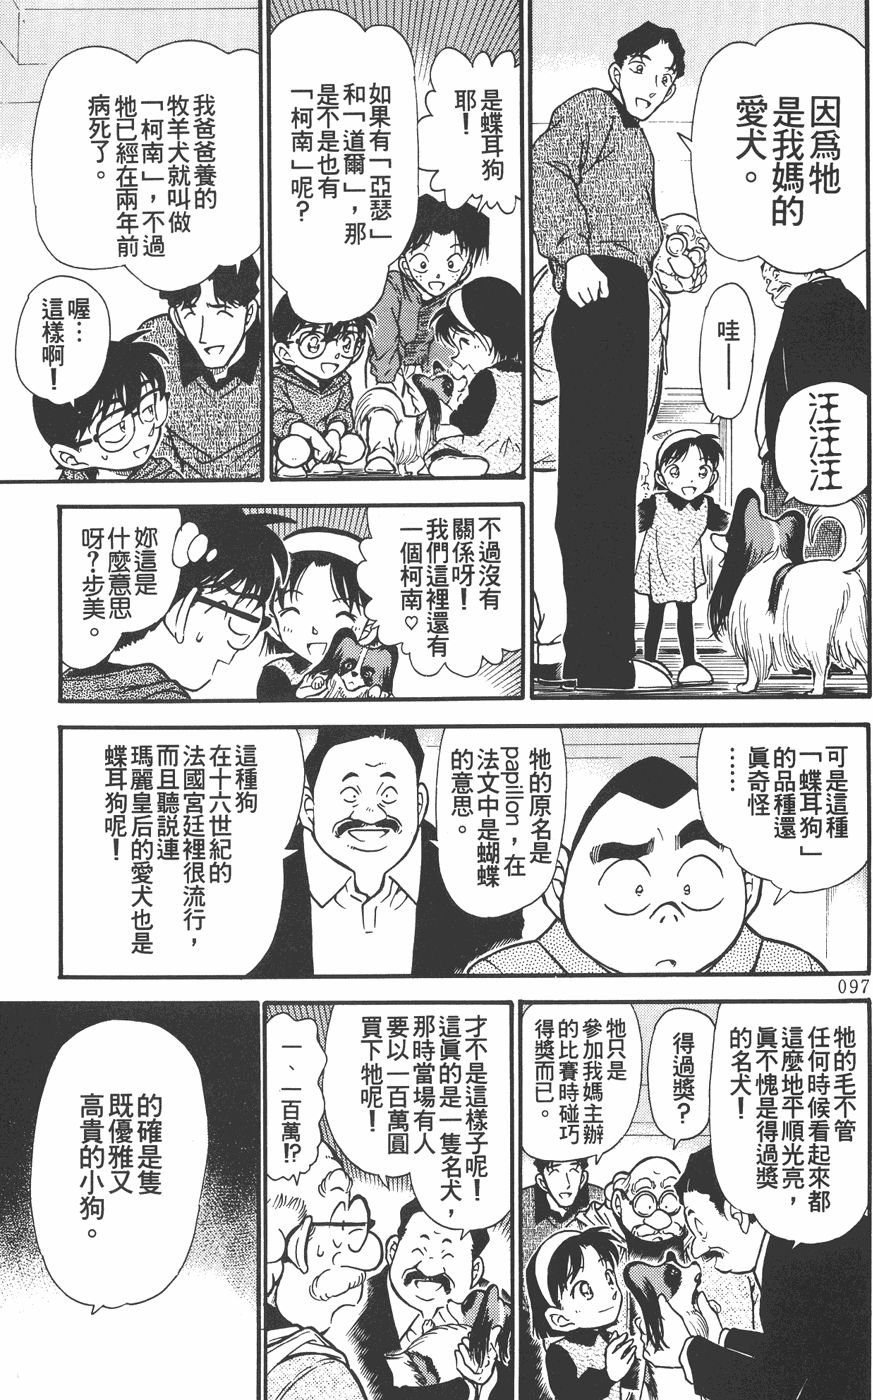 因為牠
是我媽的
愛犬。
哇——
汪汪汪
是蝶耳狗
耶!
如果有「亞瑟」
和「道爾」,那
是不是也有
「柯南」呢?
我爸爸養的
牧羊犬就叫做
「柯南」,不過
牠已經在兩年前
病死了。
喔…
這樣啊!
不過沒有
關係呀!
我們這裡還有
一個柯南♡
妳這是
什麼意思
呀?步美。
可是這種
「蝶耳狗」
的品種還
眞奇怪
……
牠的原名是
papillon,在
法文中是蝴蝶
的意思。
這種狗
在十六世紀的
法國宮廷裡很流行,
而且聽説連
瑪麗皇后的愛犬也是
蝶耳狗呢!
097
牠的毛不管
任何時候看起來都
這麼地平順光亮,
眞不愧是得過獎
的名犬!
得過獎?
牠只是
參加我媽主辦
的比賽時碰巧
得獎而已。
才不是這樣子呢!
這眞的是一隻名犬,
那時當場有人
要以一百萬圓
買下牠呢!
一、一百萬!?
的確是隻
既優雅又
高貴的小狗。